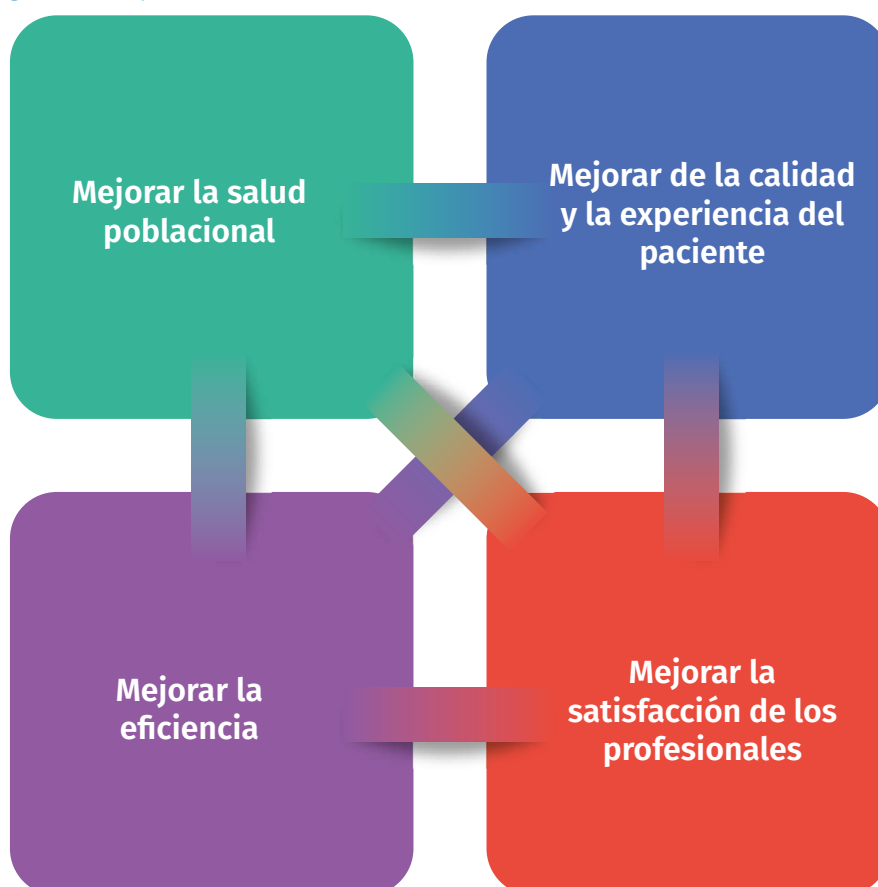 Mejorar la salud
poblacional
Mejorar de la calidad
y la experiencia del
paciente
Mejorar la
eficiencia
Mejorar la
satisfacción de los
profesionales